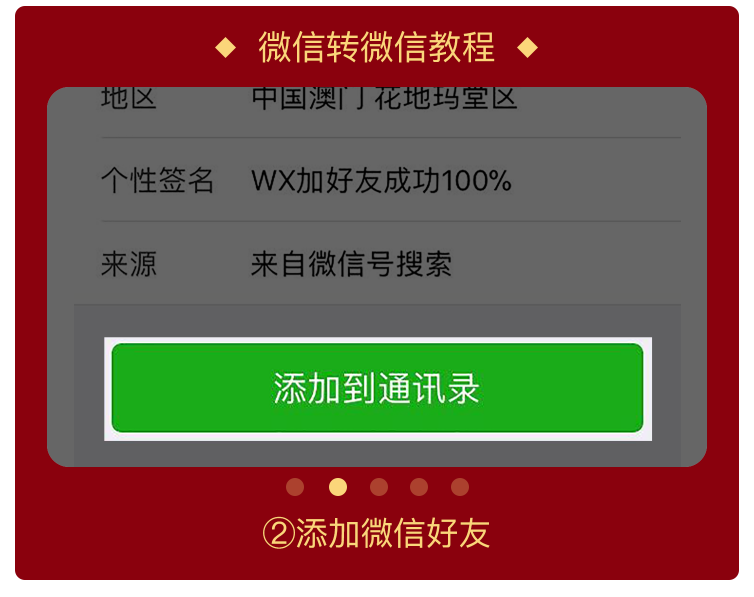 微信转微信教程
地区 中国澳门 花地玛堂区
个性签名 WX加好友成功100%
来源 来自微信号搜索
添加到通讯录
②添加微信好友